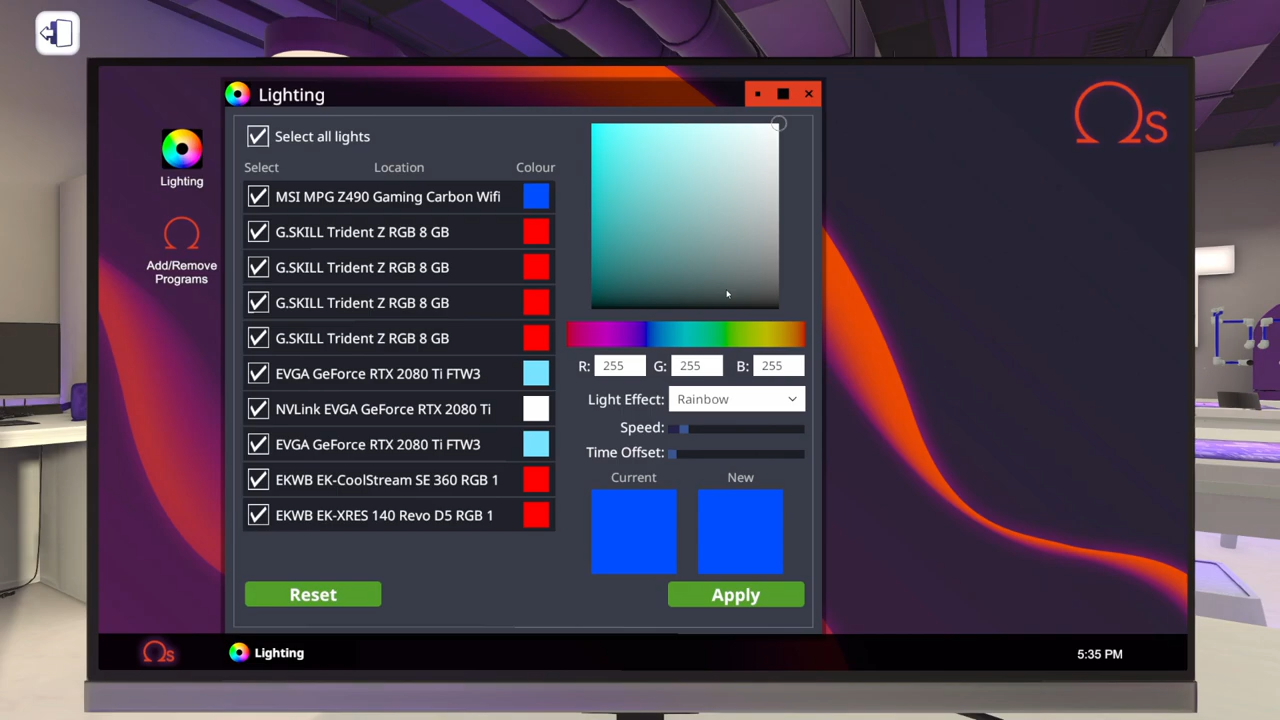 Lighting
Select all lights
Select Location Colour
MSI MPG Z490 Gaming Carbon Wifi
G.SKILL Trident Z RGB 8 GB
G.SKILL Trident Z RGB 8 GB
G.SKILL Trident Z RGB 8 GB
G.SKILL Trident Z RGB 8 GB
EVGA GeForce RTX 2080 Ti FTW3
NVLink EVGA GeForce RTX 2080 Ti
EVGA GeForce RTX 2080 Ti FTW3
EKWB EK-CoolStream SE 360 RGB 1
EKWB EK-XRES 140 Revo D5 RGB 1
R: 255 G: 255 B: 255
Light Effect: Rainbow
Speed:
Time Offset:
Current New
Reset Apply
Lighting
Add/Remove
Programs
Ωs
Ωs
Lighting
5:35 PM